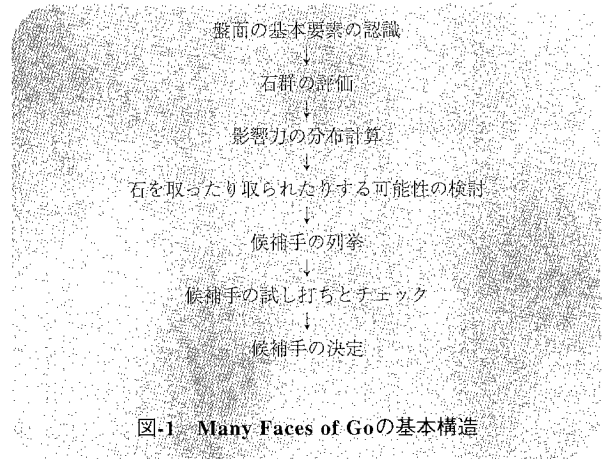 盤面の基本要素の認識
↓
石群の評価
↓
影響力の分布計算
↓
石を取ったり取られたりする可能性の検討
↓
候補手の列挙
↓
候補手の試し打ちとチェック
↓
候補手の決定
図-1 Many Faces of Goの基本構造